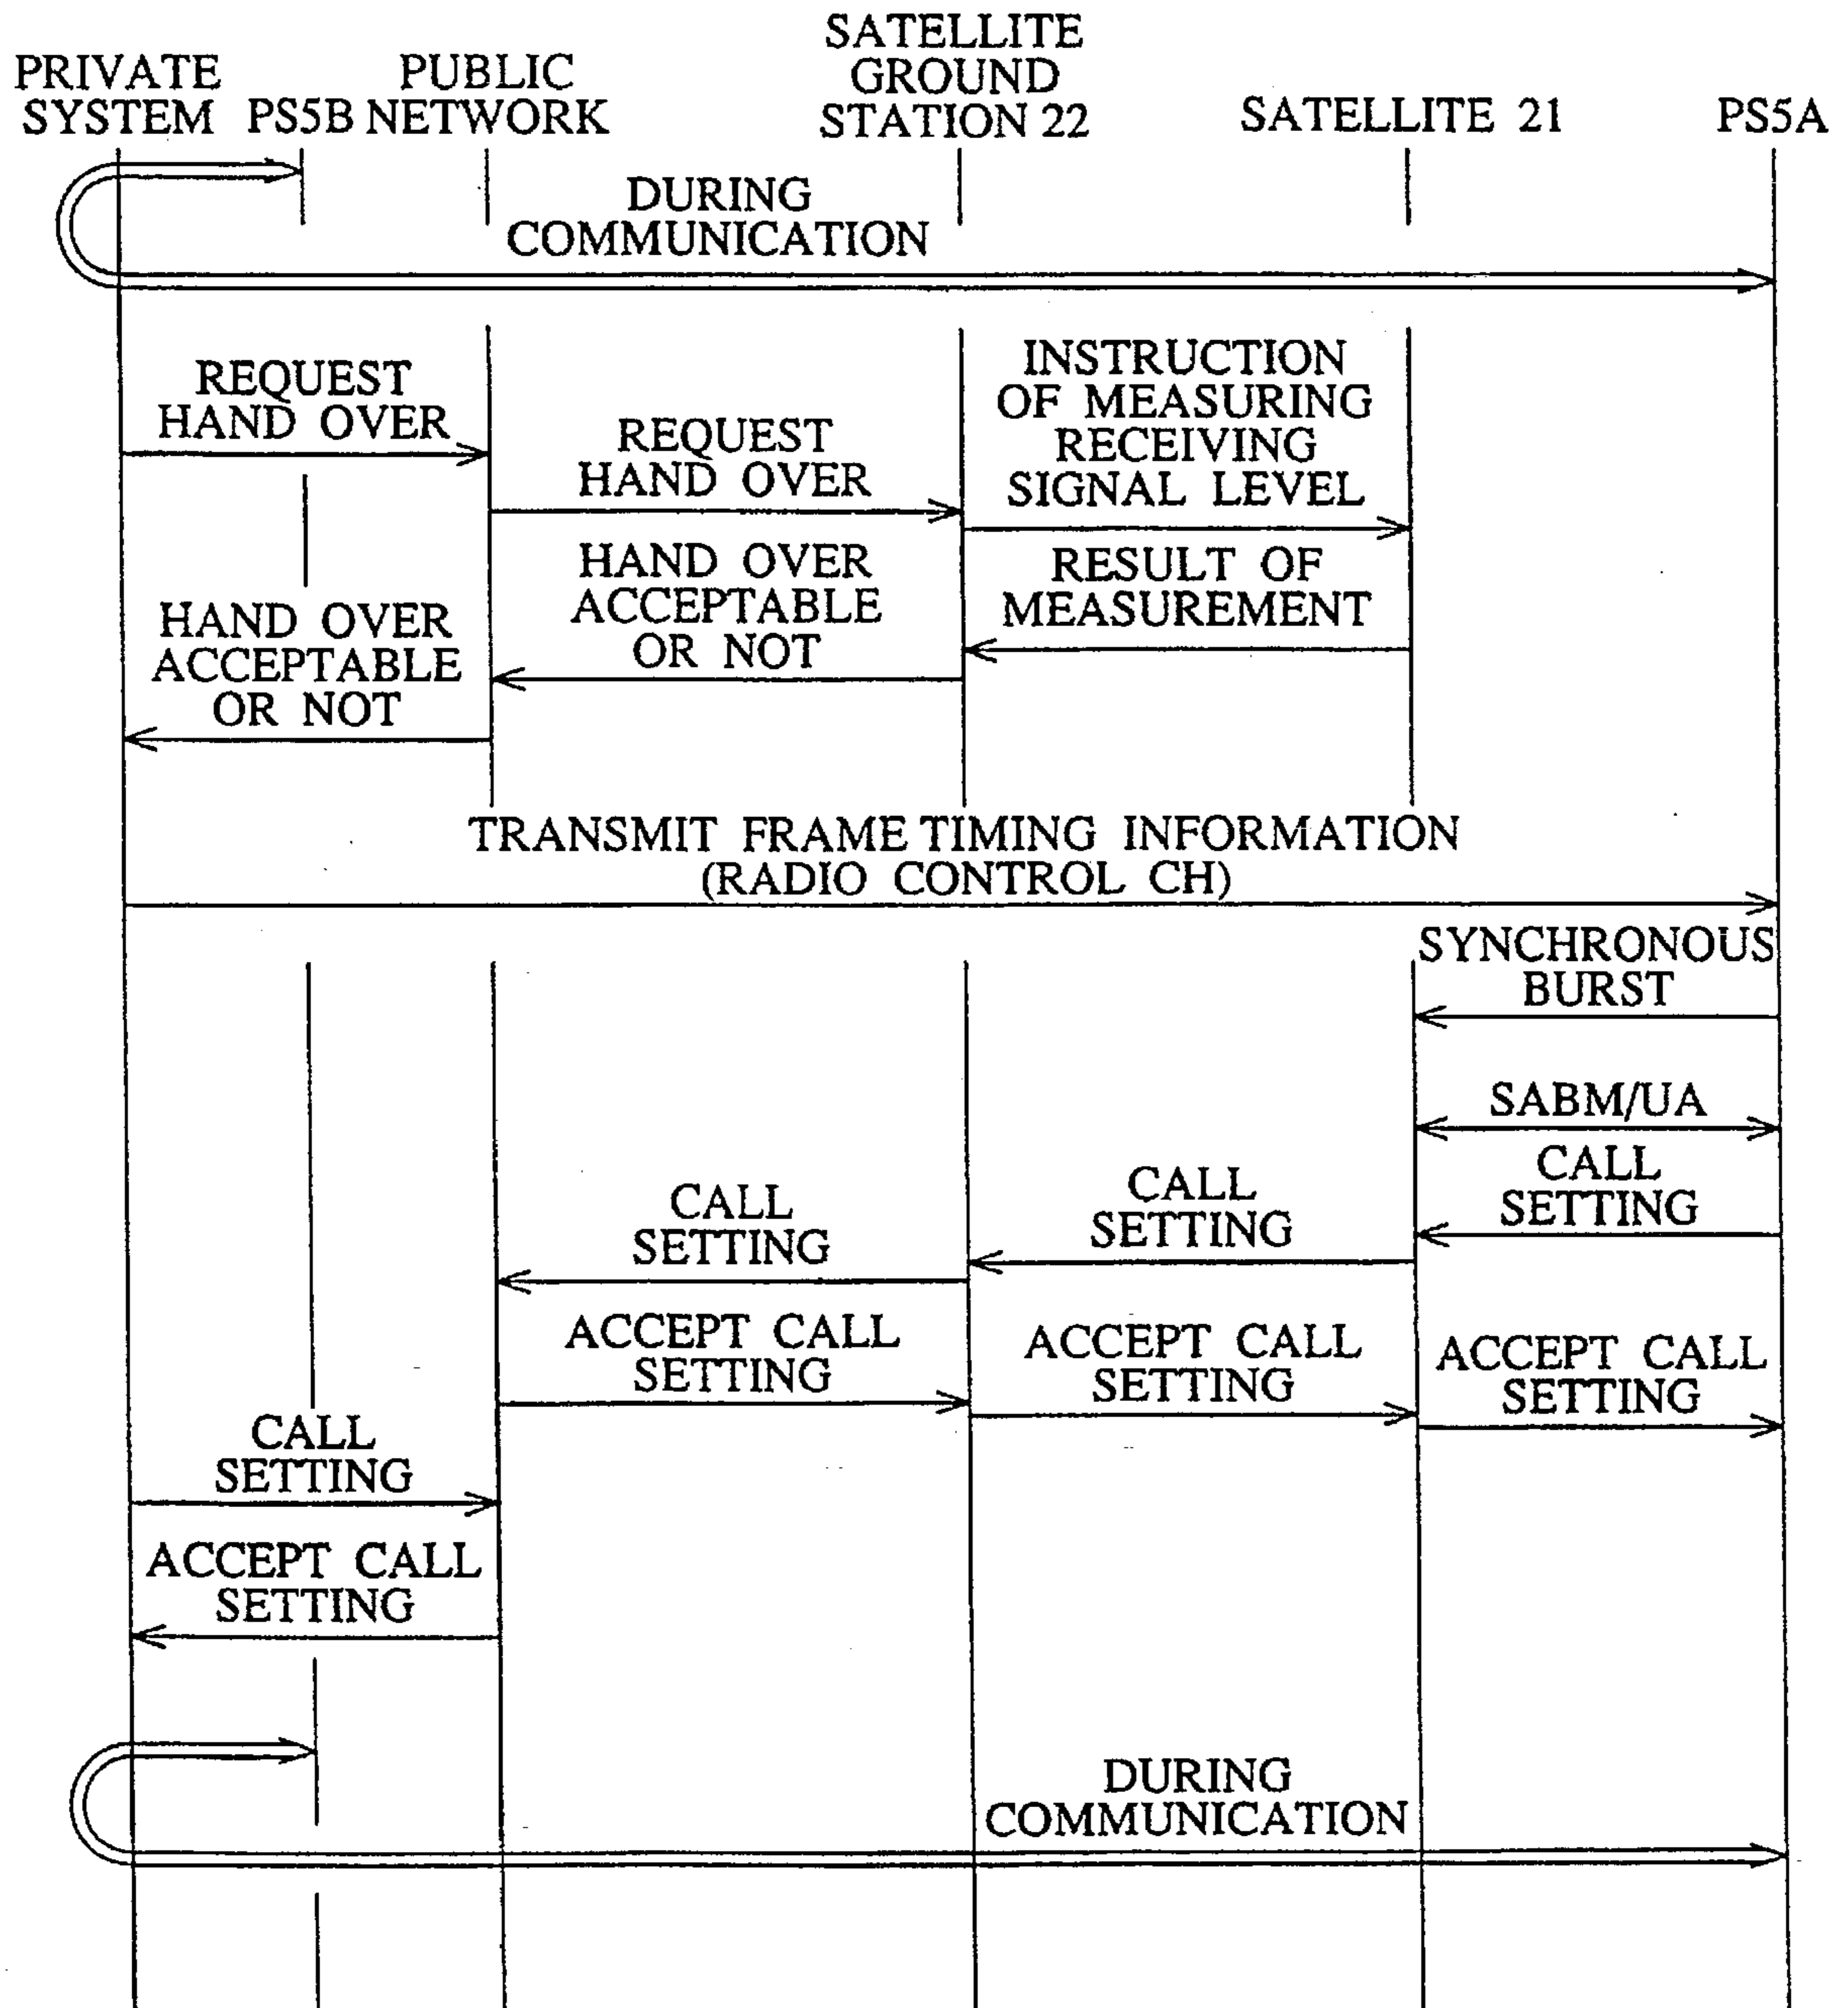 PRIVATE
SYSTEM
PS5B
PUBLIC
NETWORK
SATELLITE
GROUND
STATION 22
SATELLITE 21
PS5A
DURING
COMMUNICATION
REQUEST
HAND OVER
REQUEST
HAND OVER
INSTRUCTION
OF MEASURING
RECEIVING
SIGNAL LEVEL
RESULT OF
MEASUREMENT
HAND OVER
ACCEPTABLE
OR NOT
HAND OVER
ACCEPTABLE
OR NOT
TRANSMIT FRAME TIMING INFORMATION
(RADIO CONTROL CH)
SYNCHRONOUS
BURST
SABM/UA
CALL
SETTING
CALL
SETTING
CALL
SETTING
ACCEPT CALL
SETTING
ACCEPT CALL
SETTING
ACCEPT CALL
SETTING
CALL
SETTING
ACCEPT CALL
SETTING
DURING
COMMUNICATION